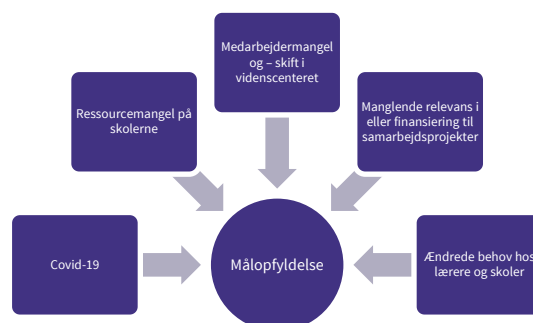 Medarbejdermangel
og – skift i
videnscenteret
Ressourcemangel på
skolerne
Manglende relevans i
eller finansiering til
samarbejdsprojekter
Covid-19
Målopfyldelse
Ændrede behov hos
lærere og skoler